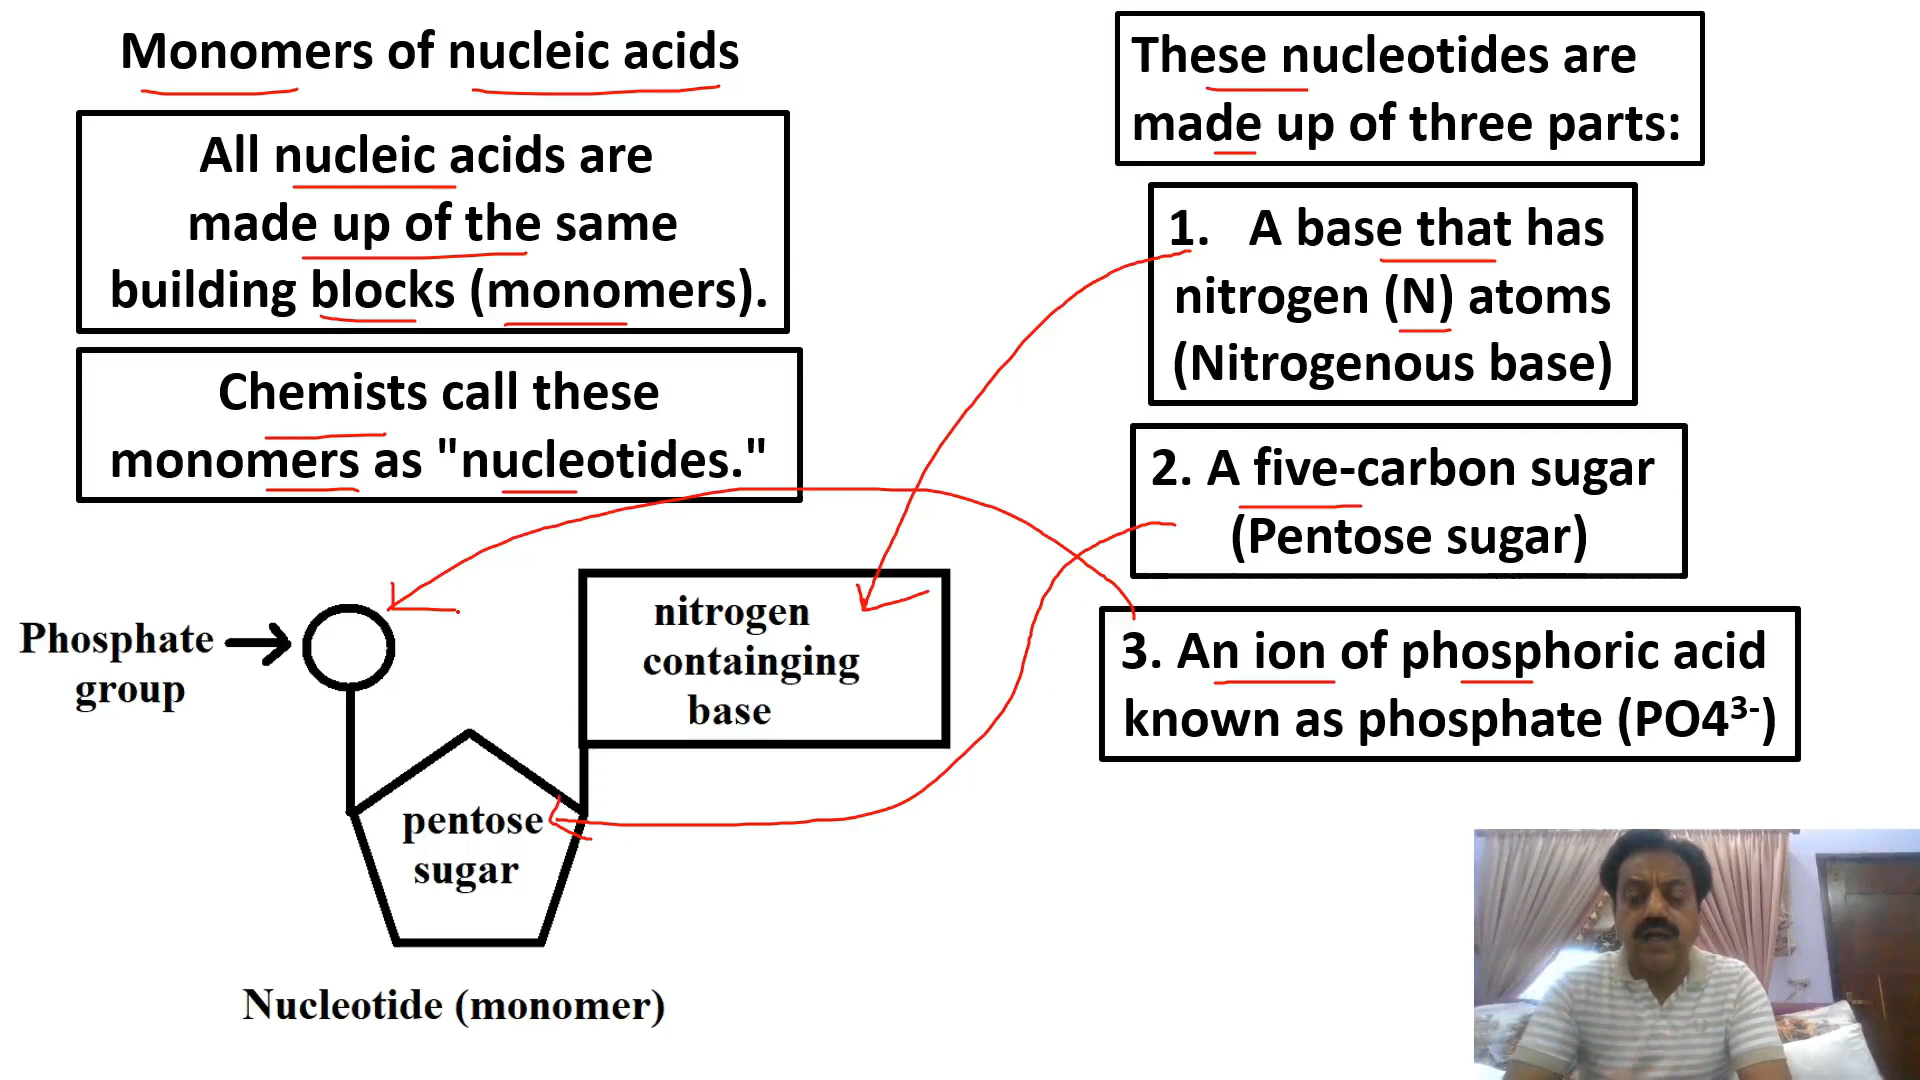 Monomers of nucleic acids
All nucleic acids are
made up of the same
building blocks (monomers).
Chemists call these
monomers as "nucleotides."
Phosphate
group
nitrogen
containging
base
pentose
sugar
Nucleotide (monomer)
These nucleotides are
made up of three parts:
1. A base that has
nitrogen (N) atoms
(Nitrogenous base)
2. A five-carbon sugar
(Pentose sugar)
3. An ion of phosphoric acid
known as phosphate (PO4³⁻)